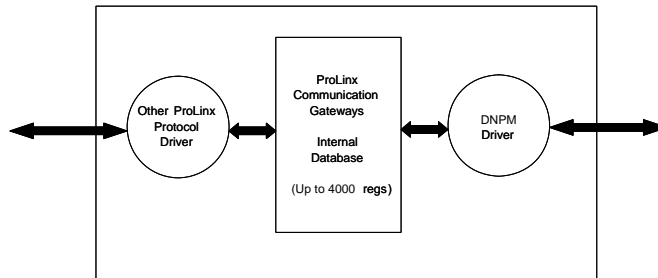 Other ProLinx
Protocol
Driver
ProLinx
Communication
Gateways
Internal
Database
(Up to 4000 regs)
DNPM
Driver